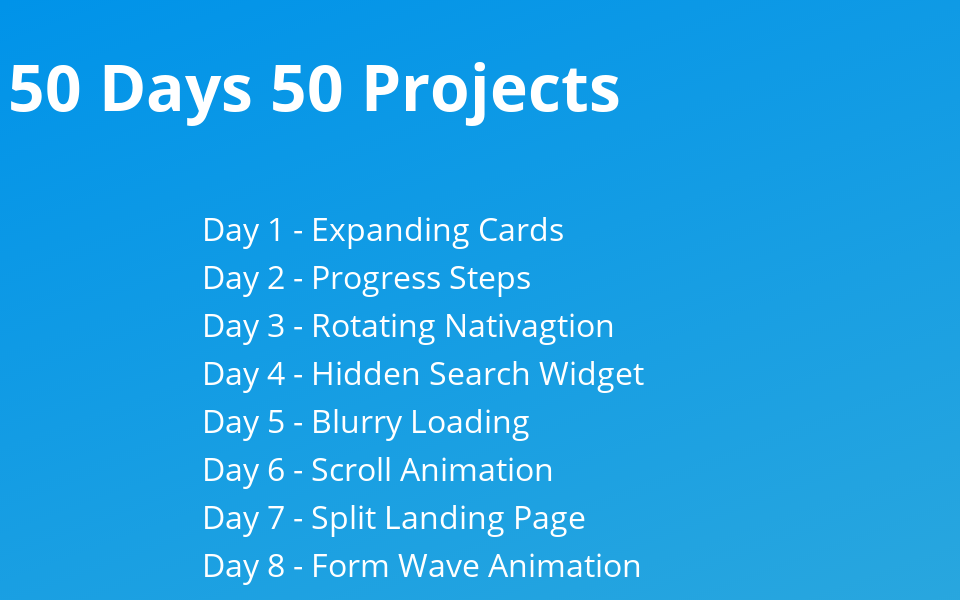 50 Days 50 Projects
Day 1 - Expanding Cards
Day 2 - Progress Steps
Day 3 - Rotating Nativagtion
Day 4 - Hidden Search Widget
Day 5 - Blurry Loading
Day 6 - Scroll Animation
Day 7 - Split Landing Page
Day 8 - Form Wave Animation